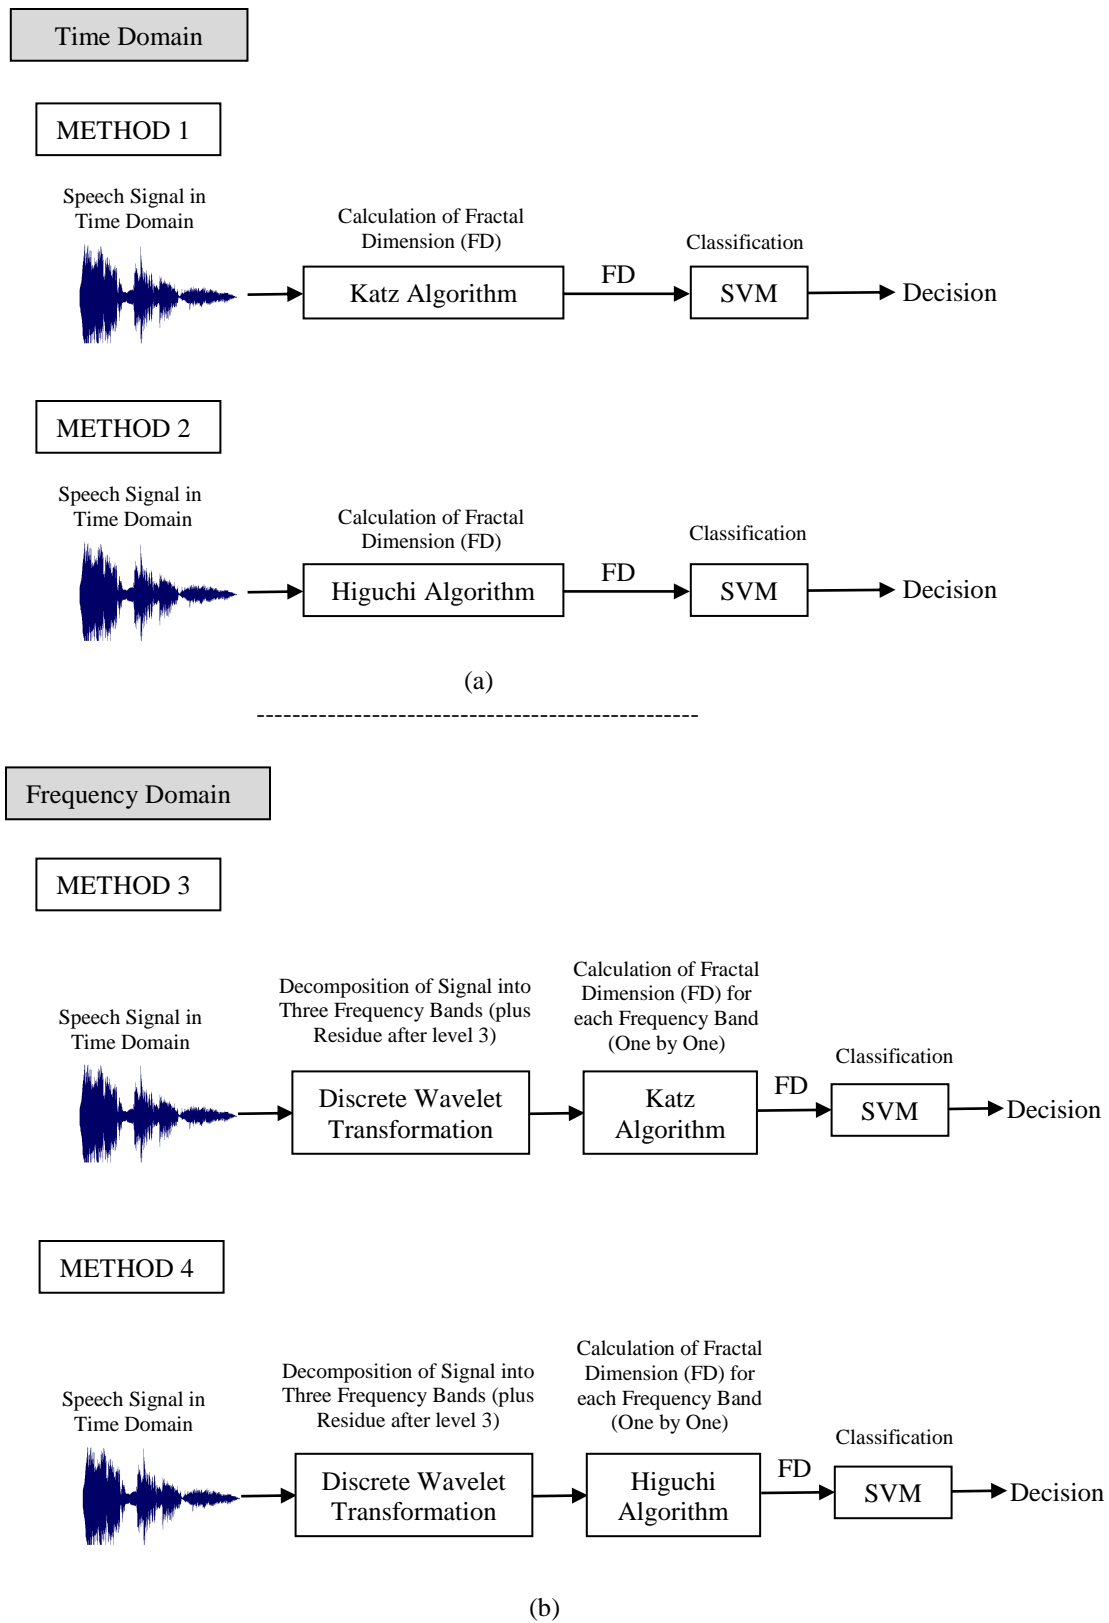 Time Domain
METHOD 1
Speech Signal in
Time Domain
Calculation of Fractal
Dimension (FD)
Katz Algorithm
FD
Classification
SVM
Decision
METHOD 2
Speech Signal in
Time Domain
Calculation of Fractal
Dimension (FD)
Higuchi Algorithm
FD
Classification
SVM
Decision
(a)
--------------------------------------------------
Frequency Domain
METHOD 3
Speech Signal in
Time Domain
Decomposition of Signal into
Three Frequency Bands (plus
Residue after level 3)
Discrete Wavelet
Transformation
Calculation of Fractal
Dimension (FD) for
each Frequency Band
(One by One)
Katz
Algorithm
FD
Classification
SVM
Decision
METHOD 4
Speech Signal in
Time Domain
Decomposition of Signal into
Three Frequency Bands (plus
Residue after level 3)
Discrete Wavelet
Transformation
Calculation of Fractal
Dimension (FD) for
each Frequency Band
(One by One)
Higuchi
Algorithm
FD
Classification
SVM
Decision
(b)